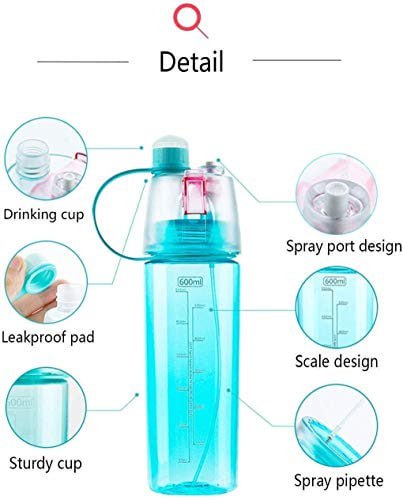 Detail
Drinking cup
Spray port design
600ml
600ml
Leakproof pad
Scale design
600ml
Sturdy cup
Spray pipette